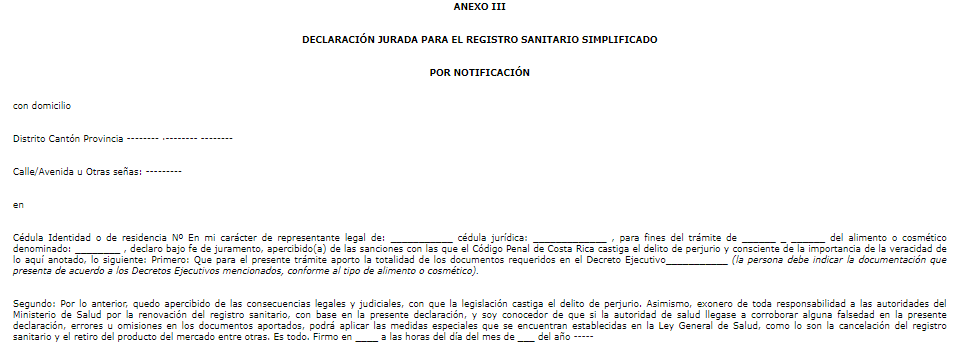 ANEXO III
DECLARACIÓN JURADA PARA EL REGISTRO SANITARIO SIMPLIFICADO
POR NOTIFICACIÓN
con domicilio
Distrito Cantón Provincia -------- .-------- --------
Calle/Avenida u Otras señas: ---------
en
Cédula Identidad o de residencia Nº En mi carácter de representante legal de: ____________ cédula jurídica: ______________ , para fines del trámite de ______ _ ______ del alimento o cosmético
denominado: _________ , declaro bajo fe de juramento, apercibido(a) de las sanciones con las que el Código Penal de Costa Rica castiga el delito de perjurio y consciente de la importancia de la veracidad de
lo aquí anotado, lo siguiente: Primero: Que para el presente trámite aporto la totalidad de los documentos requeridos en el Decreto Ejecutivo____________ (la persona debe indicar la documentación que
presenta de acuerdo a los Decretos Ejecutivos mencionados, conforme al tipo de alimento o cosmético).
Segundo: Por lo anterior, quedo apercibido de las consecuencias legales y judiciales, con que la legislación castiga el delito de perjurio. Asimismo, exonero de toda responsabilidad a las autoridades del
Ministerio de Salud por la renovación del registro sanitario, con base en la presente declaración, y soy conocedor de que si la autoridad de salud llegase a corroborar alguna falsedad en la presente
declaración, errores u omisiones en los documentos aportados, podrá aplicar las medidas especiales que se encuentran establecidas en la Ley General de Salud, como lo son la cancelación del registro
sanitario y el retiro del producto del mercado entre otras. Es todo. Firmo en ____ a las horas del día del mes de ___ del año -----